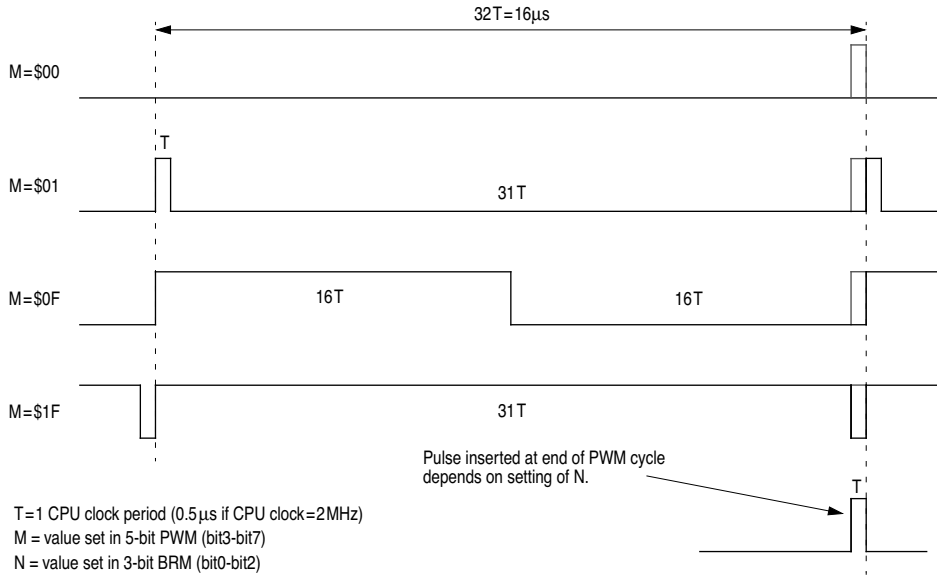 32T=16µs
M=$00
T
M=$01
31T
M=$0F
16T
16T
M=$1F
31T
Pulse inserted at end of PWM cycle
depends on setting of N.
T
T=1 CPU clock period (0.5µs if CPU clock=2MHz)
M = value set in 5-bit PWM (bit3-bit7)
N = value set in 3-bit BRM (bit0-bit2)